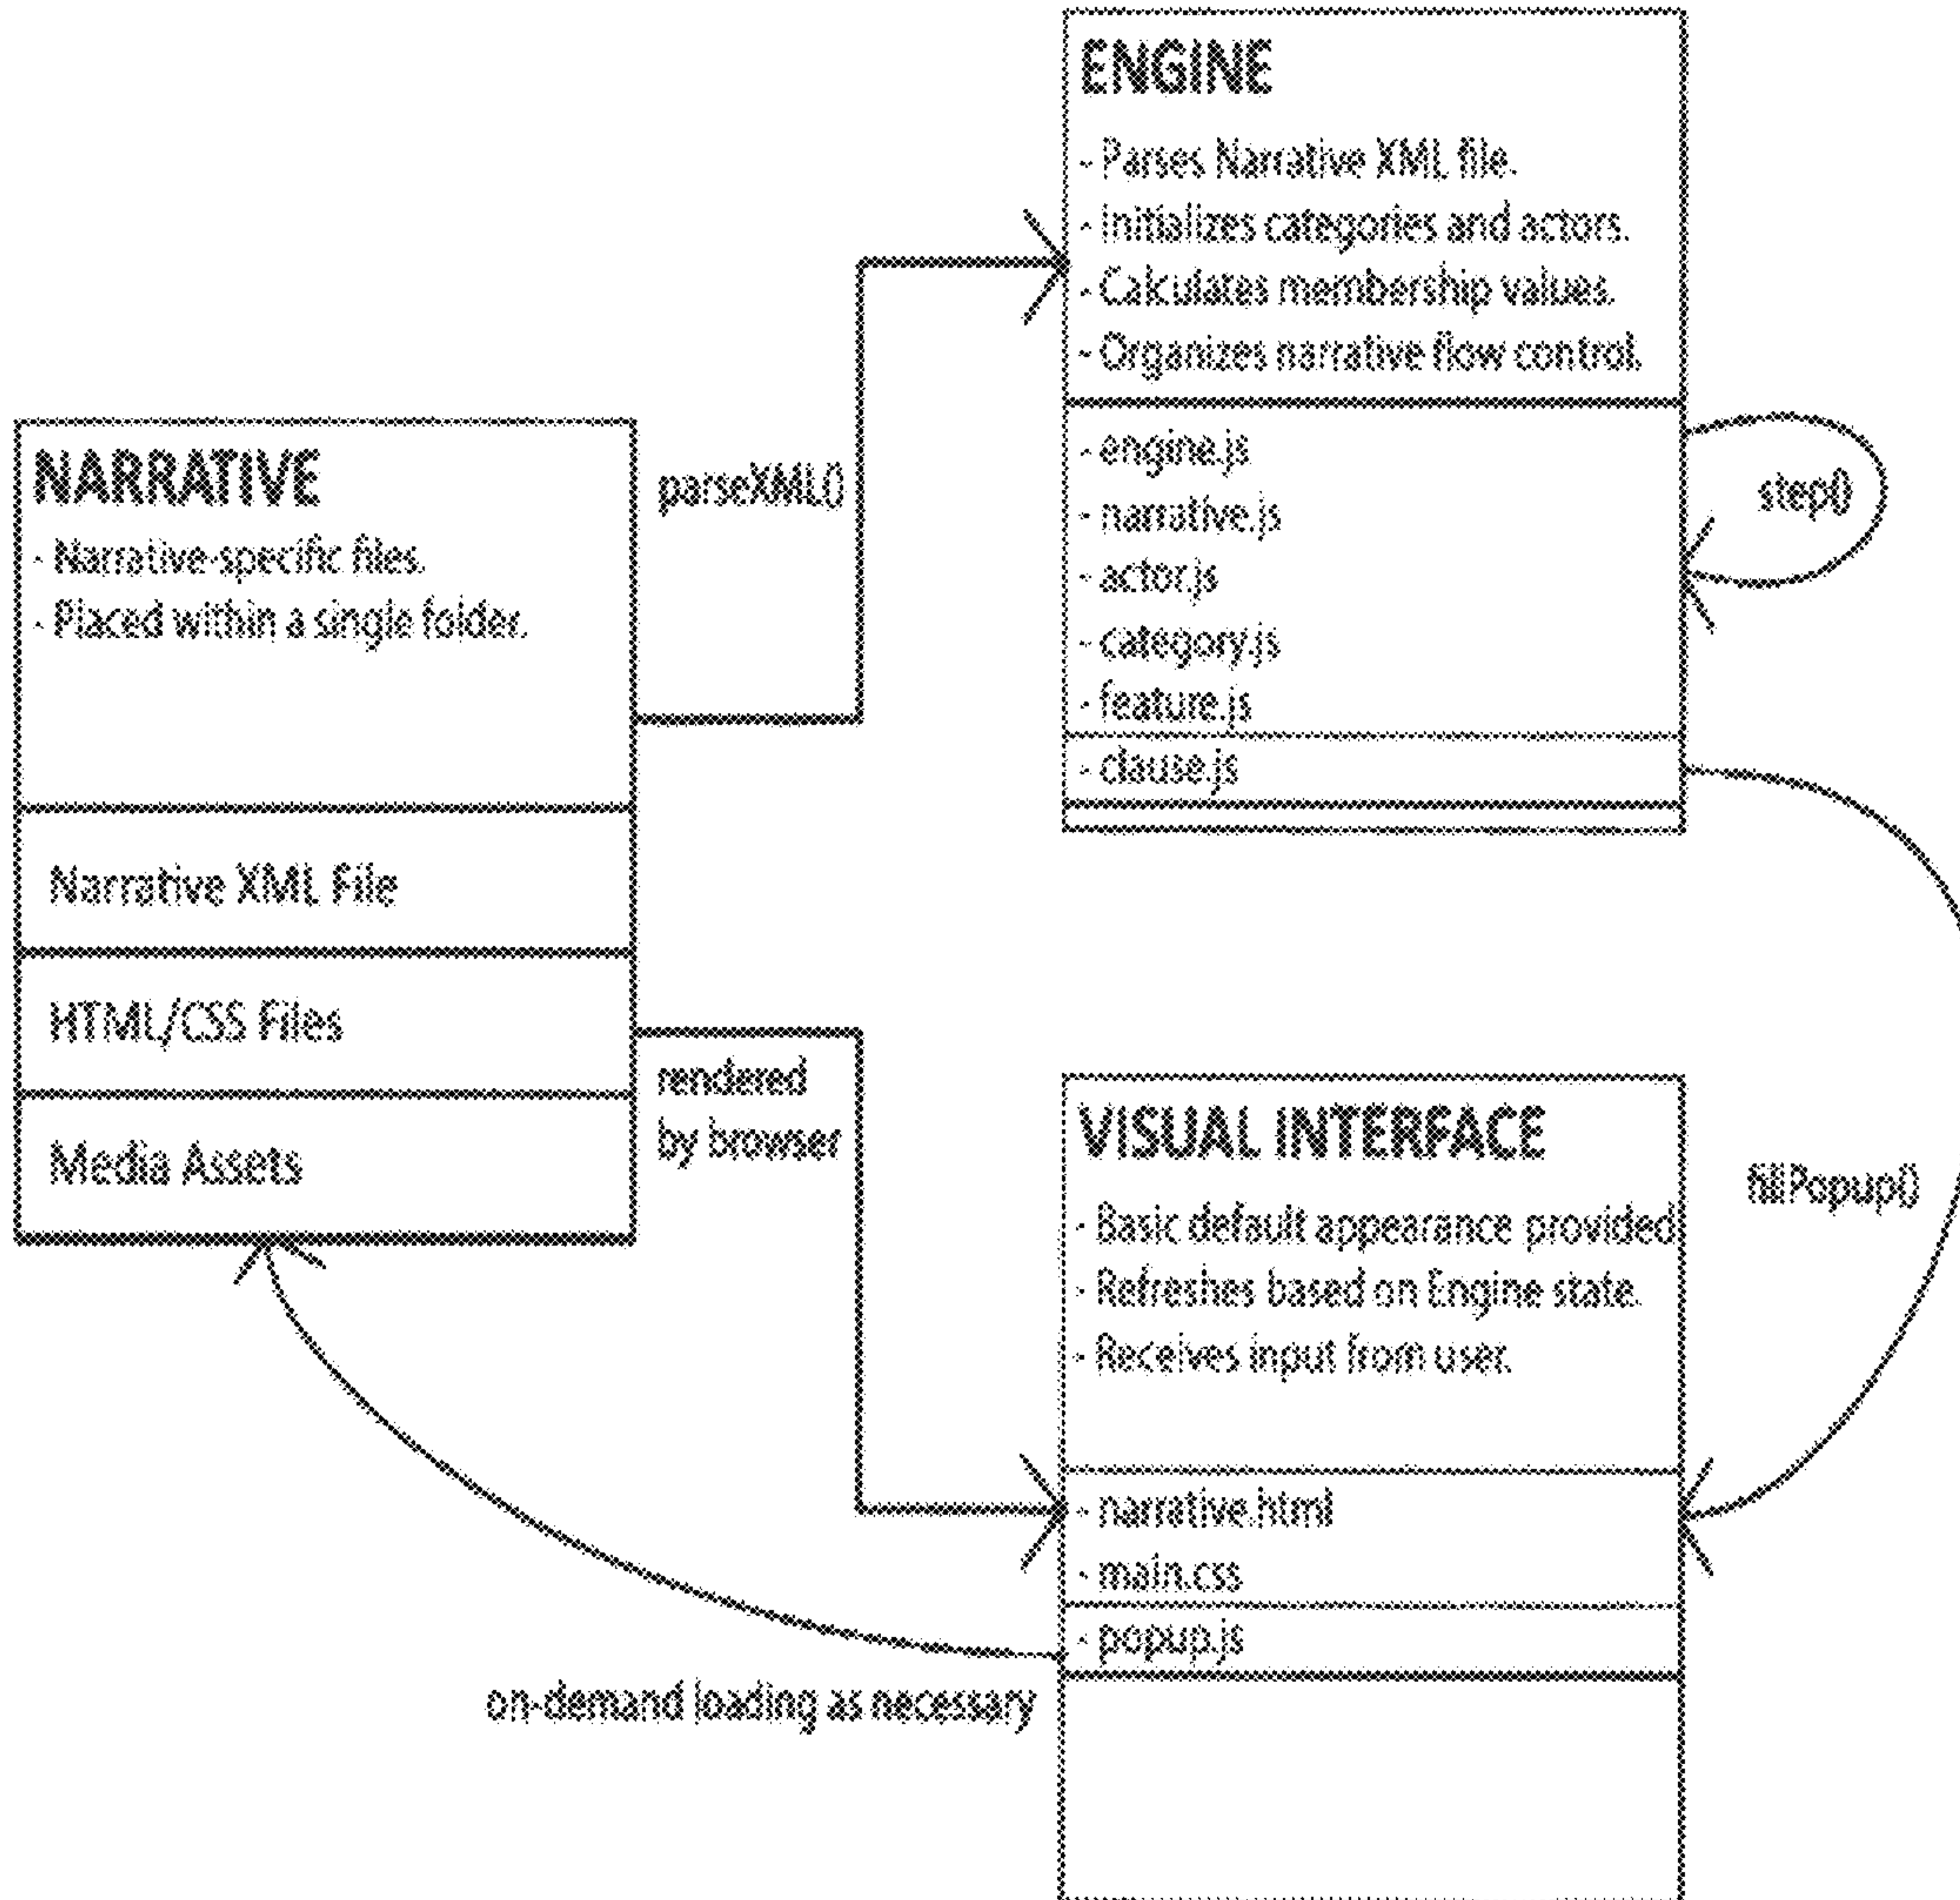 ENGINE
- Parses Narrative XML file.
- Initializes categories and actors.
- Calculates membership values.
- Organizes narrative flow control.
- engine.js
- narrative.js
- actor.js
- category.js
- feature.js
- clause.js
step()
parseXML()
NARRATIVE
- Narrative-specific files.
- Placed within a single folder.
Narrative XML File
HTML/CSS Files
Media Assets
rendered
by browser
VISUAL INTERFACE
- Basic default appearance provided
- Refreshes based on Engine state.
- Receives input from user.
- narrative.html
- main.css
- popup.js
fillPopup()
on-demand loading as necessary